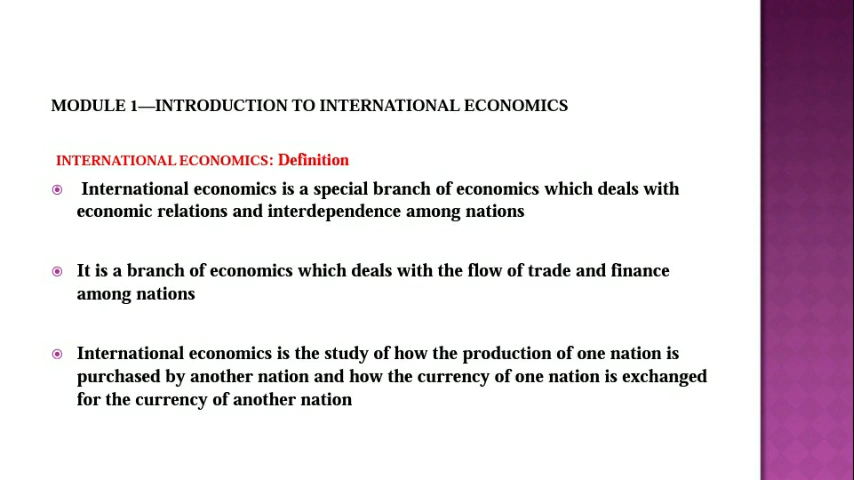 MODULE 1—INTRODUCTION TO INTERNATIONAL ECONOMICS
INTERNATIONAL ECONOMICS: Definition
International economics is a special branch of economics which deals with
economic relations and interdependence among nations
It is a branch of economics which deals with the flow of trade and finance
among nations
International economics is the study of how the production of one nation is
purchased by another nation and how the currency of one nation is exchanged
for the currency of another nation